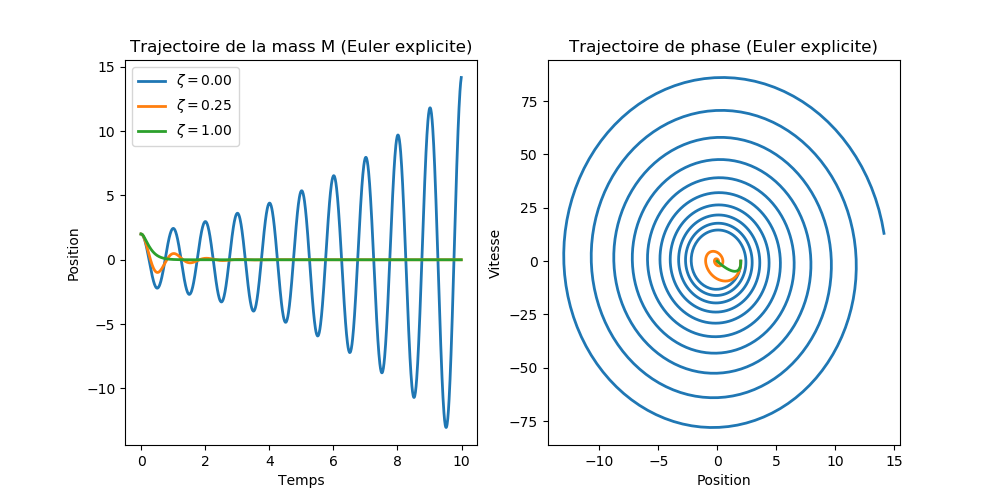 Trajectoire de la mass M (Euler explicite)
15
10
5
0
−5
−10
Position
ζ = 0.00
ζ = 0.25
ζ = 1.00
0 2 4 6 8 10
Temps
Trajectoire de phase (Euler explicite)
75
50
25
0
−25
−50
−75
Vitesse
−10 −5 0 5 10 15
Position